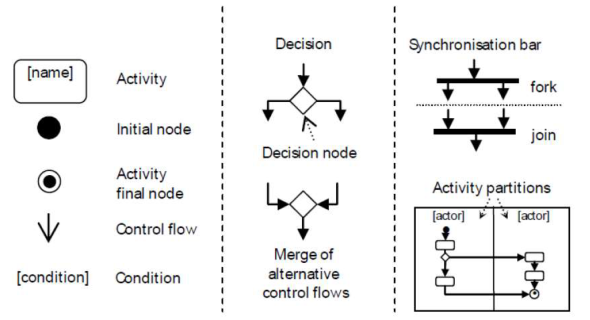 [name]
Activity
Initial node
Activity
final node
Control flow
[condition]
Condition
Decision
Decision node
Merge of
alternative
control flows
Synchronisation bar
fork
join
Activity partitions
[actor]
[actor]